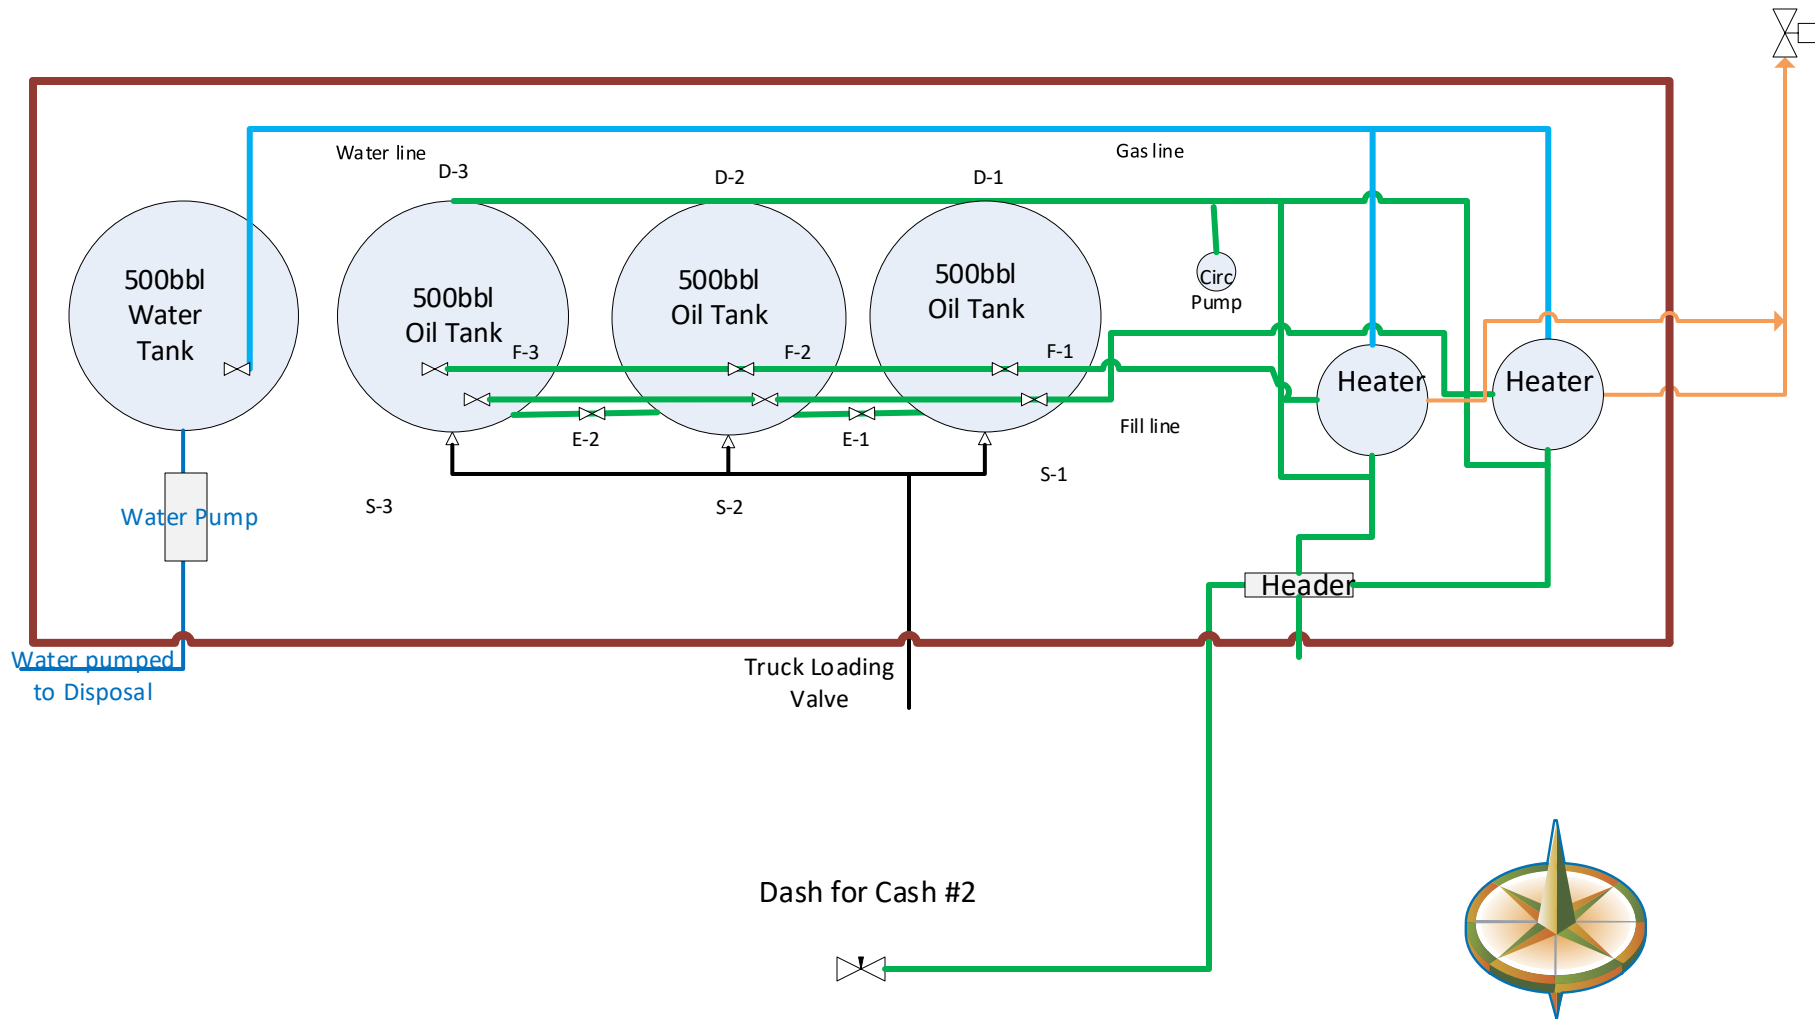 Water line
Gas line
D-3
D-2
D-1
500bbl
Water
Tank
500bbl
Oil Tank
500bbl
Oil Tank
500bbl
Oil Tank
Circ
Pump
F-3
F-2
F-1
Heater
Heater
E-2
E-1
Fill line
S-1
S-3
S-2
Water Pump
Header
Water pumped
to Disposal
Truck Loading
Valve
Dash for Cash #2